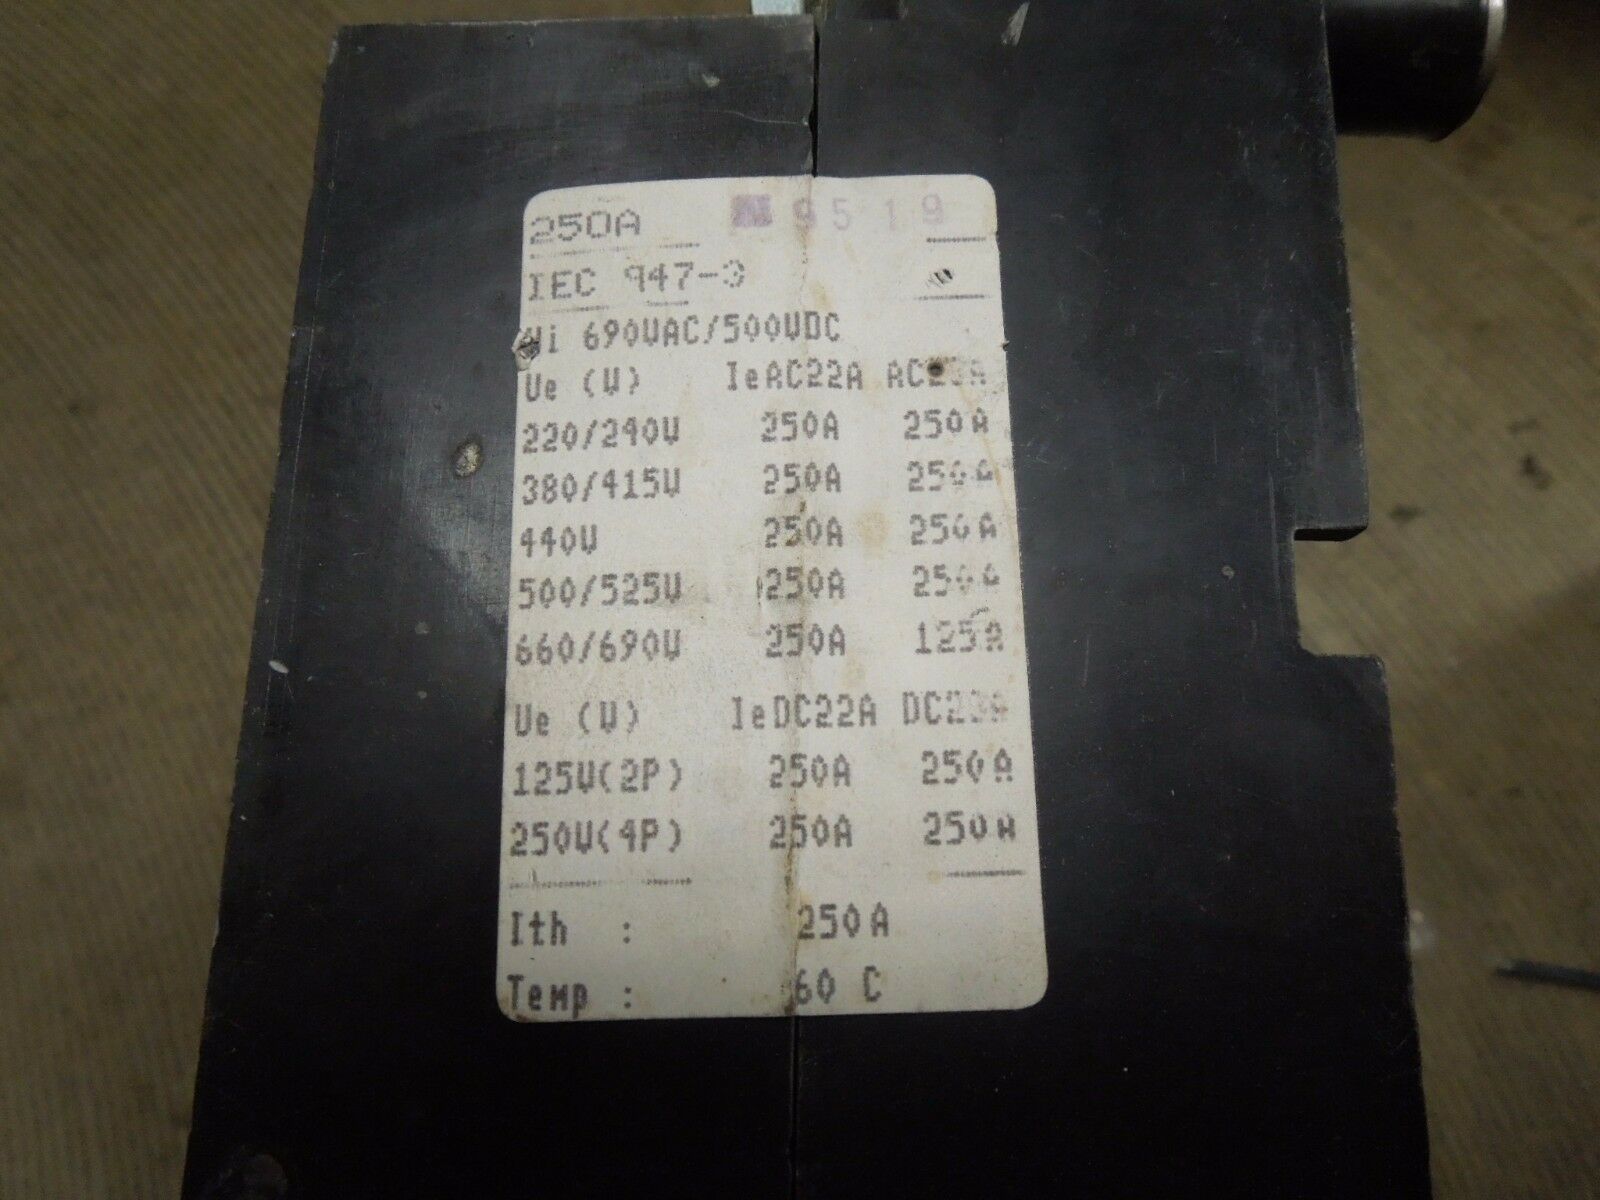 250A 9519
IEC 947-3
Ui 690VAC/500VDC
Ue (V) IeAC22A AC23A
220/240V 250A 250A
380/415V 250A 250A
440V 250A 250A
500/525V 250A 250A
660/690V 250A 125A
Ue (V) IeDC22A DC23A
125V(2P) 250A 250A
250V(4P) 250A 250A
Ith : 250A
Temp : 60 C